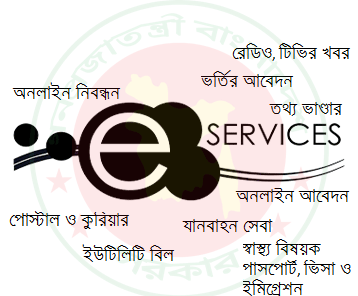 রেডিও, টিভির খবর
ভর্তির আবেদন
অনলাইন নিবন্ধন
তথ্য ভাণ্ডার
e SERVICES
অনলাইন আবেদন
পোস্টাল ও কুরিয়ার
যানবাহন সেবা
ইউটিলিটি বিল
স্বাস্থ্য বিষয়ক
পাসপোর্ট, ভিসা ও
ইমিগ্রেশন